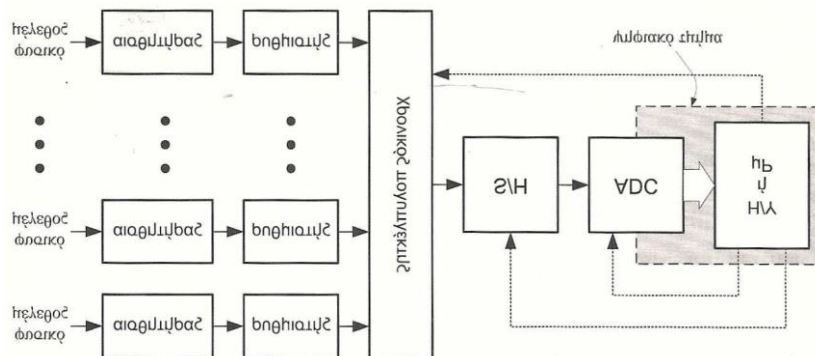 φυσικό
μέγεθος
αισθητήρας
ρυθμιστής
φυσικό
μέγεθος
αισθητήρας
ρυθμιστής
φυσικό
μέγεθος
αισθητήρας
ρυθμιστής
Χρονικός πολυπλέκτης
S/H
ADC
Η/Υ
ή
μP
ψηφιακό τμήμα